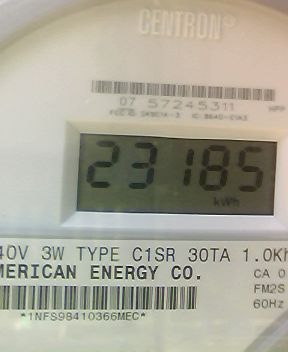 CENTRON®
07 57245311
23185
kWh
40V 3W TYPE C1SR 30TA 1.0Kh
MERICAN ENERGY CO.
CA 0
FM2S
60Hz
*1NFS98410366MEC*